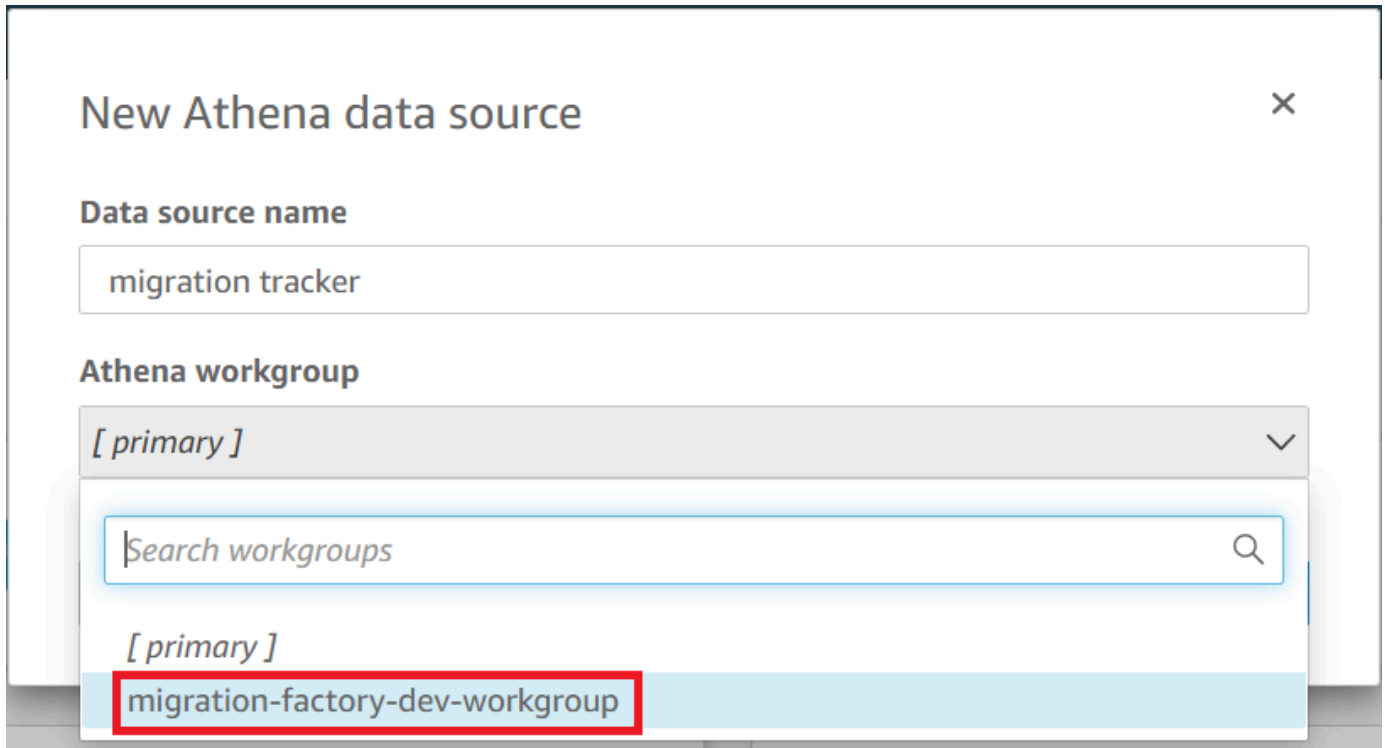 New Athena data source
Data source name
migration tracker
Athena workgroup
[ primary ]
Search workgroups
[ primary ]
migration-factory-dev-workgroup